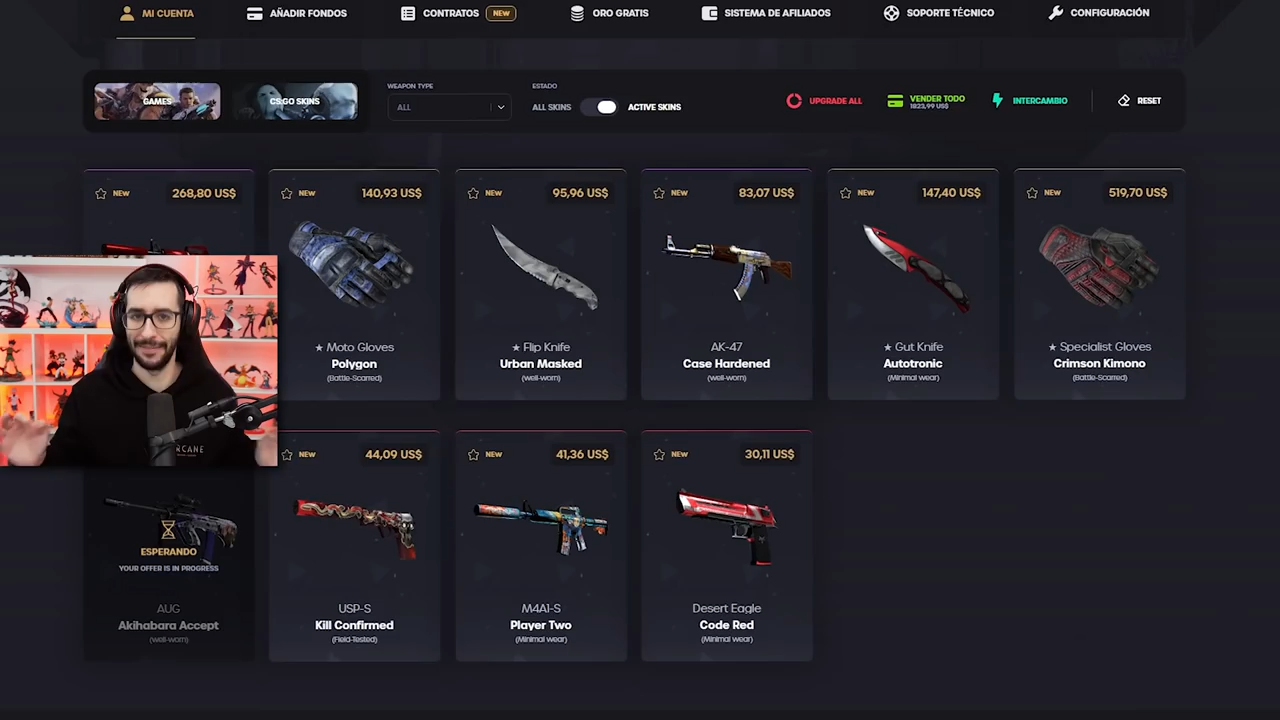 MI CUENTA
AÑADIR FONDOS
CONTRATOS NEW
ORO GRATIS
SISTEMA DE AFILIADOS
SOPORTE TÉCNICO
CONFIGURACIÓN
GAMES
CS:GO SKINS
WEAPON TYPE
ALL
ESTADO
ALL SKINS
ACTIVE SKINS
UPGRADE ALL
VENDER TODO
1823,99 US$
INTERCAMBIO
RESET
NEW 268,80 US$
NEW 140,93 US$
★ Moto Gloves
Polygon
(Battle-Scarred)
NEW 95,96 US$
★ Flip Knife
Urban Masked
(well-worn)
NEW 83,07 US$
AK-47
Case Hardened
(well-worn)
NEW 147,40 US$
★ Gut Knife
Autotronic
(Minimal wear)
NEW 519,70 US$
★ Specialist Gloves
Crimson Kimono
(Battle-Scarred)
ESPERANDO
YOUR OFFER IS IN PROGRESS
AUG
Akihabara Accept
(well-worn)
NEW 44,09 US$
USP-S
Kill Confirmed
(Field-Tested)
NEW 41,36 US$
M4A1-S
Player Two
(Minimal wear)
NEW 30,11 US$
Desert Eagle
Code Red
(Minimal wear)